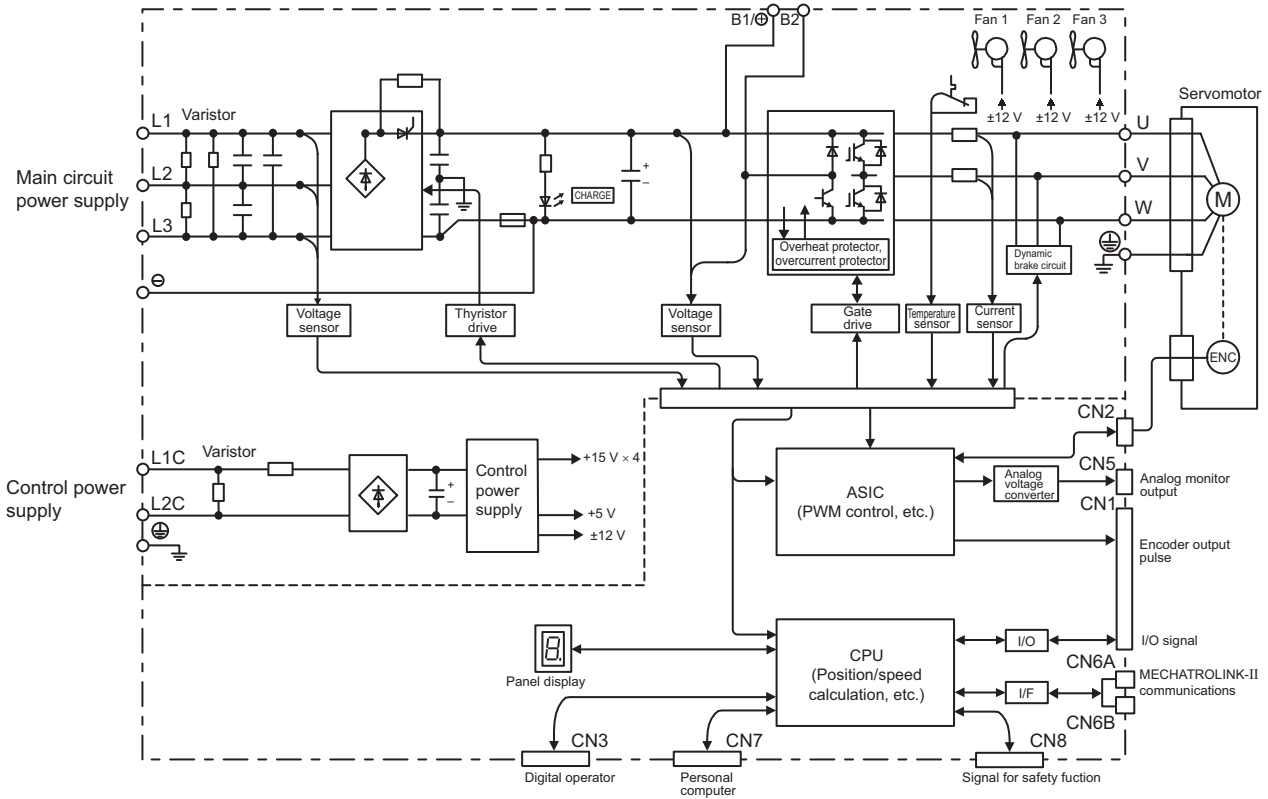 B1/⊕
B2
Fan 1
Fan 2
Fan 3
±12 V
±12 V
±12 V
Servomotor
L1
Varistor
U
Main circuit
power supply
L2
V
CHARGE
+
–
M
L3
W
Overheat protector,
overcurrent protector
Dynamic
brake circuit
⊖
Voltage
sensor
Thyristor
drive
Voltage
sensor
Gate
drive
Temperature
sensor
Current
sensor
ENC
CN2
Control power
supply
L1C
Varistor
+
–
Control
power
supply
+15 V × 4
L2C
+5 V
±12 V
ASIC
(PWM control, etc.)
Analog
voltage
converter
CN5
Analog monitor
output
CN1
Encoder output
pulse
8.
Panel display
CPU
(Position/speed
calculation, etc.)
I/O
I/O signal
CN6A
I/F
MECHATROLINK-II
communications
CN6B
CN3
Digital operator
CN7
Personal
computer
CN8
Signal for safety fuction